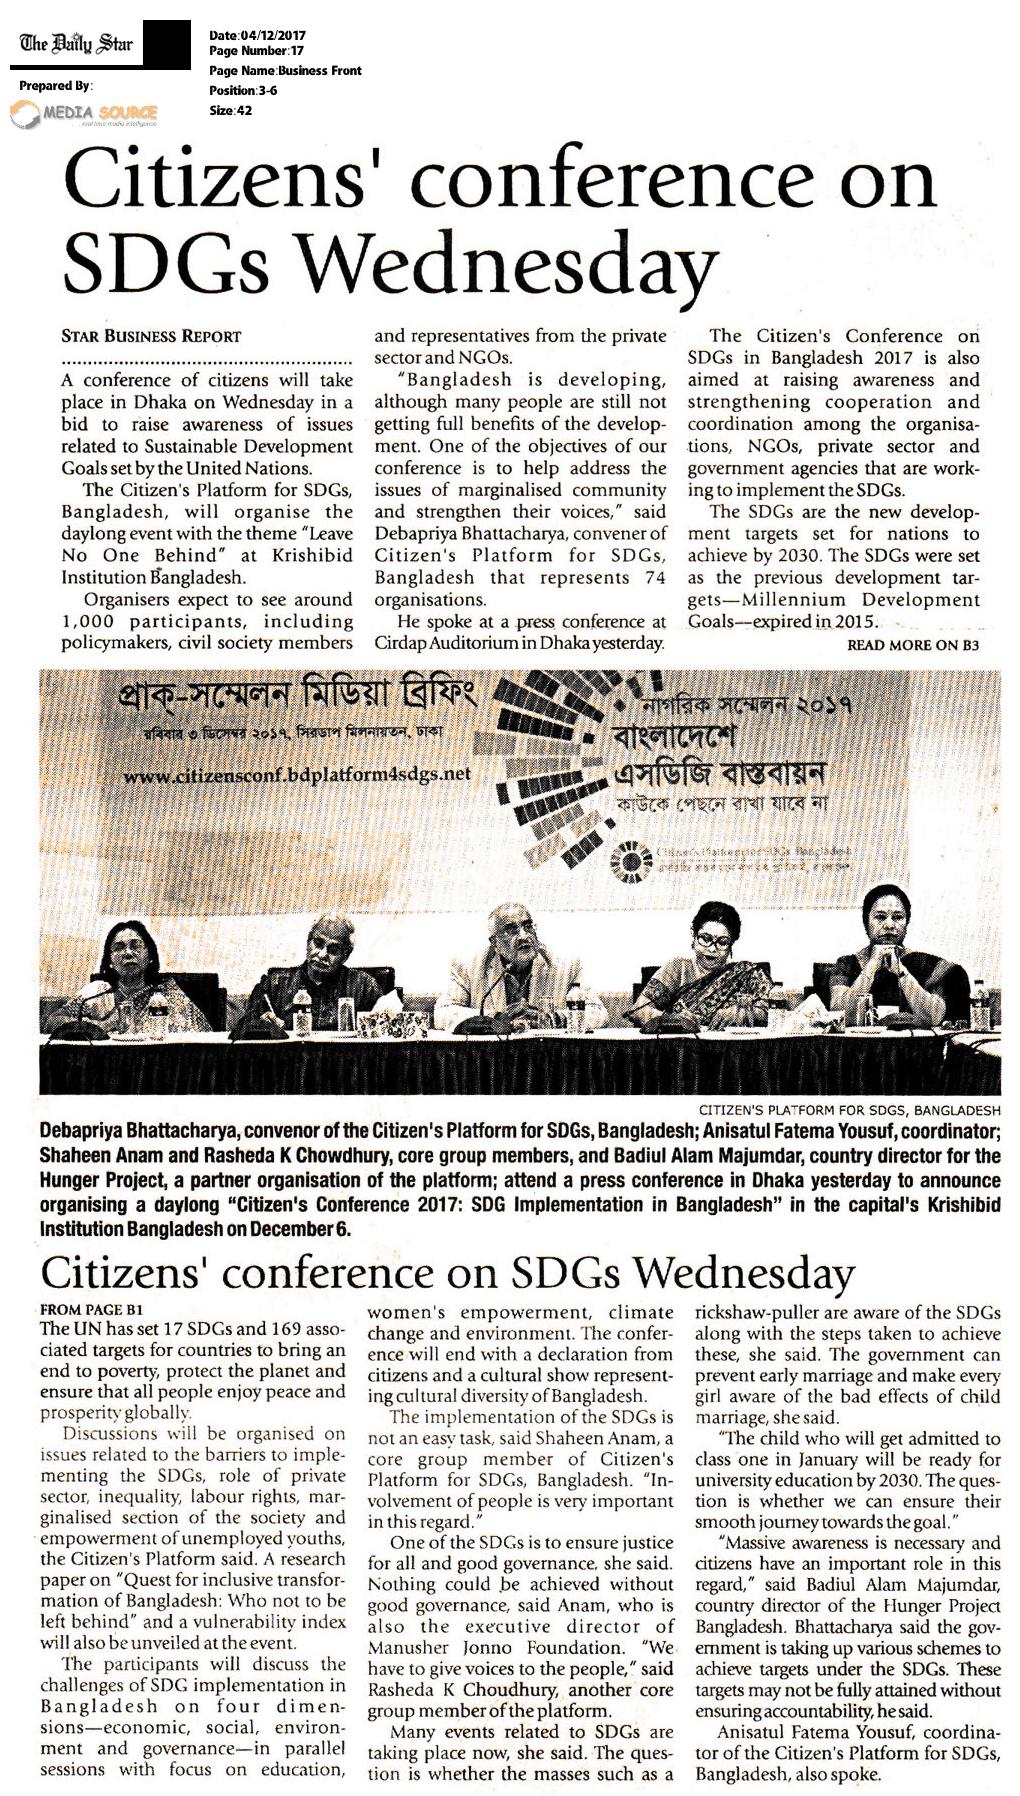 The Daily Star
Prepared By:
MEDIA SOURCE
real time media intelligence
Date:04/12/2017
Page Number:17
Page Name:Business Front
Position:3-6
Size:42
Citizens' conference on
SDGs Wednesday
STAR BUSINESS REPORT
A conference of citizens will take
place in Dhaka on Wednesday in a
bid to raise awareness of issues
related to Sustainable Development
Goals set by the United Nations.
The Citizen's Platform for SDGs,
Bangladesh, will organise the
daylong event with the theme "Leave
No One Behind" at Krishibid
Institution Bangladesh.
Organisers expect to see around
1,000 participants, including
policymakers, civil society members
and representatives from the private
sector and NGOs.
"Bangladesh is developing,
although many people are still not
getting full benefits of the develop-
ment. One of the objectives of our
conference is to help address the
issues of marginalised community
and strengthen their voices," said
Debapriya Bhattacharya, convener of
Citizen's Platform for SDGs,
Bangladesh that represents 74
organisations.
He spoke at a press conference at
Cirdap Auditorium in Dhaka yesterday.
The Citizen's Conference on
SDGs in Bangladesh 2017 is also
aimed at raising awareness and
strengthening cooperation and
coordination among the organisa-
tions, NGOs, private sector and
government agencies that are work-
ing to implement the SDGs.
The SDGs are the new develop-
ment targets set for nations to
achieve by 2030. The SDGs were set
as the previous development tar-
gets—Millennium Development
Goals—expired in 2015.
READ MORE ON B3
প্রাক্-সম্মেলন মিডিয়া ব্রিফিং
রবিবার ৩ ডিসেম্বর ২০১৭, সিরডাপ মিলনায়তন, ঢাকা
www.citizensconf.bdplatform4sdgs.net
নাগরিক সম্মেলন ২০১৭
বাংলাদেশে
এসডিজি বাস্তবায়ন
কাউকে পেছনে রাখা যাবে না
Citizen's Platform for SDGs Bangladesh
CITIZEN'S PLATFORM FOR SDGS, BANGLADESH
Debapriya Bhattacharya, convenor of the Citizen's Platform for SDGs, Bangladesh; Anisatul Fatema Yousuf, coordinator;
Shaheen Anam and Rasheda K Chowdhury, core group members, and Badiul Alam Majumdar, country director for the
Hunger Project, a partner organisation of the platform; attend a press conference in Dhaka yesterday to announce
organising a daylong "Citizen's Conference 2017: SDG Implementation in Bangladesh" in the capital's Krishibid
Institution Bangladesh on December 6.
Citizens' conference on SDGs Wednesday
FROM PAGE B1
The UN has set 17 SDGs and 169 asso-
ciated targets for countries to bring an
end to poverty, protect the planet and
ensure that all people enjoy peace and
prosperity globally.
Discussions will be organised on
issues related to the barriers to imple-
menting the SDGs, role of private
sector, inequality, labour rights, mar-
ginalised section of the society and
empowerment of unemployed youths,
the Citizen's Platform said. A research
paper on "Quest for inclusive transfor-
mation of Bangladesh: Who not to be
left behind" and a vulnerability index
will also be unveiled at the event.
The participants will discuss the
challenges of SDG implementation in
Bangladesh on four dimen-
sions—economic, social, environ-
ment and governance—in parallel
sessions with focus on education,
women's empowerment, climate
change and environment. The confer-
ence will end with a declaration from
citizens and a cultural show represent-
ing cultural diversity of Bangladesh.
The implementation of the SDGs is
not an easy task, said Shaheen Anam, a
core group member of Citizen's
Platform for SDGs, Bangladesh. "In-
volvement of people is very important
in this regard."
One of the SDGs is to ensure justice
for all and good governance, she said.
Nothing could be achieved without
good governance, said Anam, who is
also the executive director of
Manusher Jonno Foundation. "We
have to give voices to the people," said
Rasheda K Choudhury, another core
group member of the platform.
Many events related to SDGs are
taking place now, she said. The ques-
tion is whether the masses such as a
rickshaw-puller are aware of the SDGs
along with the steps taken to achieve
these, she said. The government can
prevent early marriage and make every
girl aware of the bad effects of child
marriage, she said.
"The child who will get admitted to
class one in January will be ready for
university education by 2030. The ques-
tion is whether we can ensure their
smooth journey towards the goal."
"Massive awareness is necessary and
citizens have an important role in this
regard," said Badiul Alam Majumdar,
country director of the Hunger Project
Bangladesh. Bhattacharya said the gov-
ernment is taking up various schemes to
achieve targets under the SDGs. These
targets may not be fully attained without
ensuring accountability, he said.
Anisatul Fatema Yousuf, coordina-
tor of the Citizen's Platform for SDGs,
Bangladesh, also spoke.